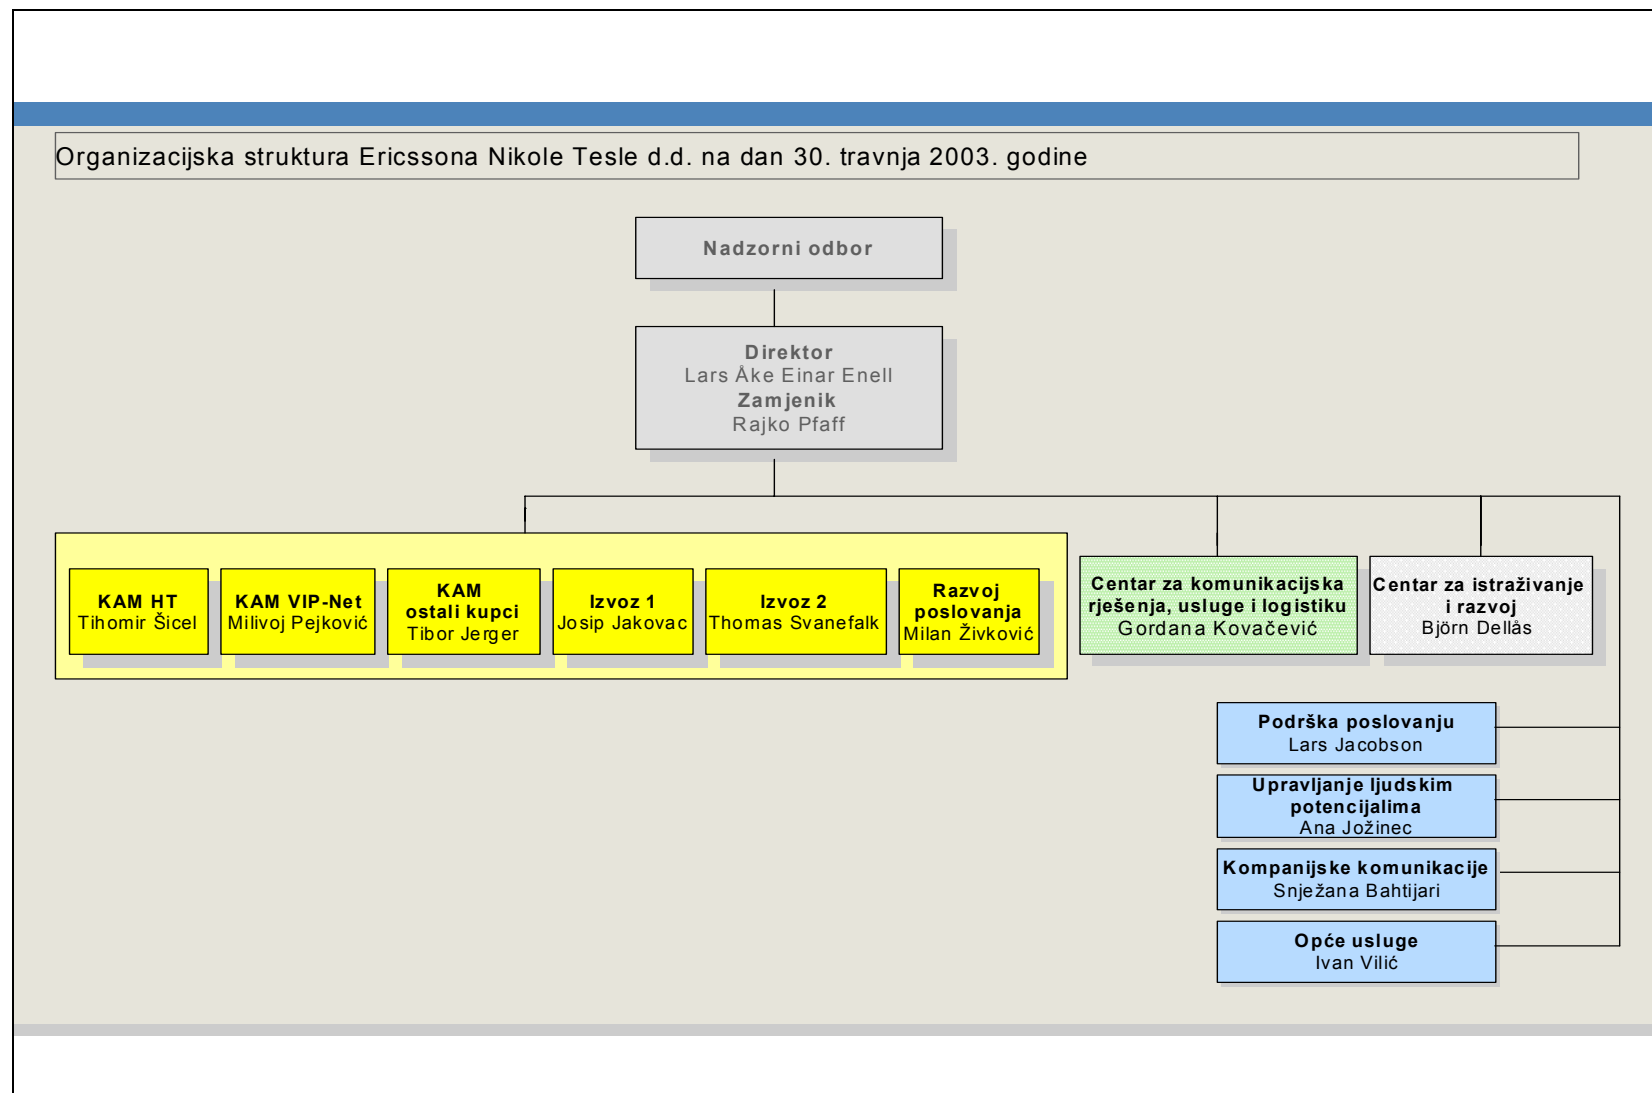 Organizacijska struktura Ericssona Nikole Tesle d.d. na dan 30. travnja 2003. godine
Nadzorni odbor
Direktor
Lars Åke Einar Enell
Zamjenik
Rajko Pfaff
KAM HT
Tihomir Šicel
KAM VIP-Net
Milivoj Pejković
KAM
ostali kupci
Tibor Jerger
Izvoz 1
Josip Jakovac
Izvoz 2
Thomas Svanefalk
Razvoj
poslovanja
Milan Živković
Centar za komunikacijska
rješenja, usluge i logistiku
Gordana Kovačević
Centar za istraživanje
i razvoj
Björn Dellås
Podrška poslovanju
Lars Jacobson
Upravljanje ljudskim
potencijalima
Ana Jožinec
Kompanijske komunikacije
Snježana Bahtijari
Opće usluge
Ivan Vilić